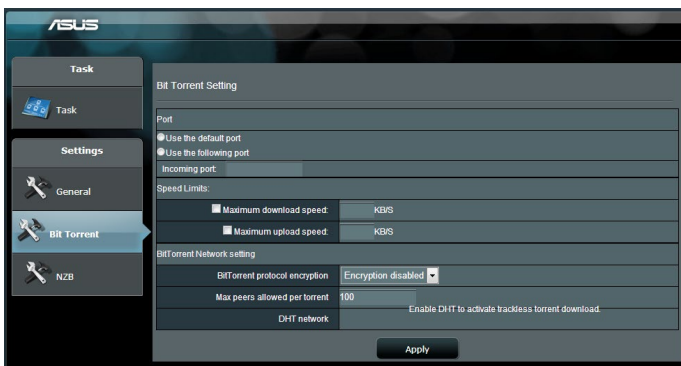 ASUS
Task
Task
Settings
General
Bit Torrent
NZB
Bit Torrent Setting
Port
Use the default port
Use the following port
Incoming port:
Speed Limits:
Maximum download speed: KB/S
Maximum upload speed: KB/S
BitTorrent Network setting
BitTorrent protocol encryption Encryption disabled
Max peers allowed per torrent 100
DHT network Enable DHT to activate trackless torrent download.
Apply